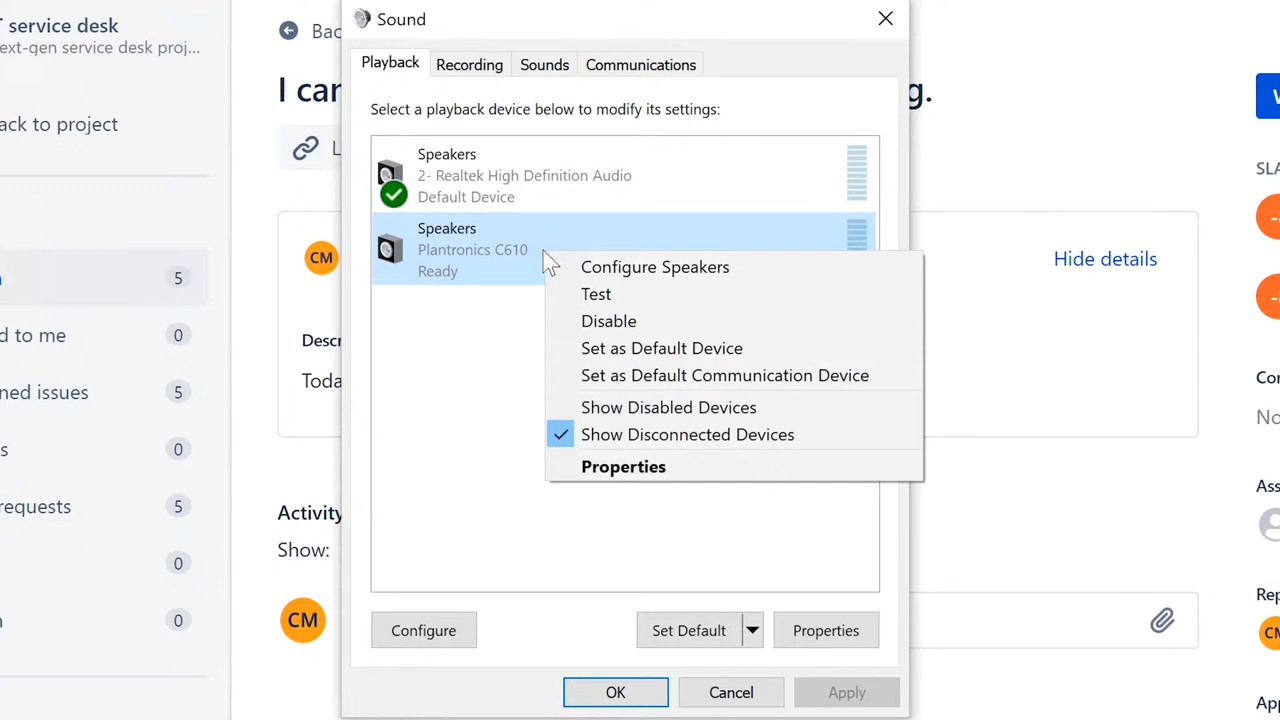 T service desk
ext-gen service desk proj...
ack to project
5
d to me
0
ned issues
5
s
0
requests
5
0
n
0
Bac
I can
g.
L
CM
Hide details
Descr
Toda
Activity
Show:
CM
Sound
Playback
Recording
Sounds
Communications
Select a playback device below to modify its settings:
Speakers
2- Realtek High Definition Audio
Default Device
Speakers
Plantronics C610
Ready
Configure Speakers
Test
Disable
Set as Default Device
Set as Default Communication Device
Show Disabled Devices
Show Disconnected Devices
Properties
Configure
Set Default
Properties
OK
Cancel
Apply
SLA
Cor
No
Ass
Rep
CM
App